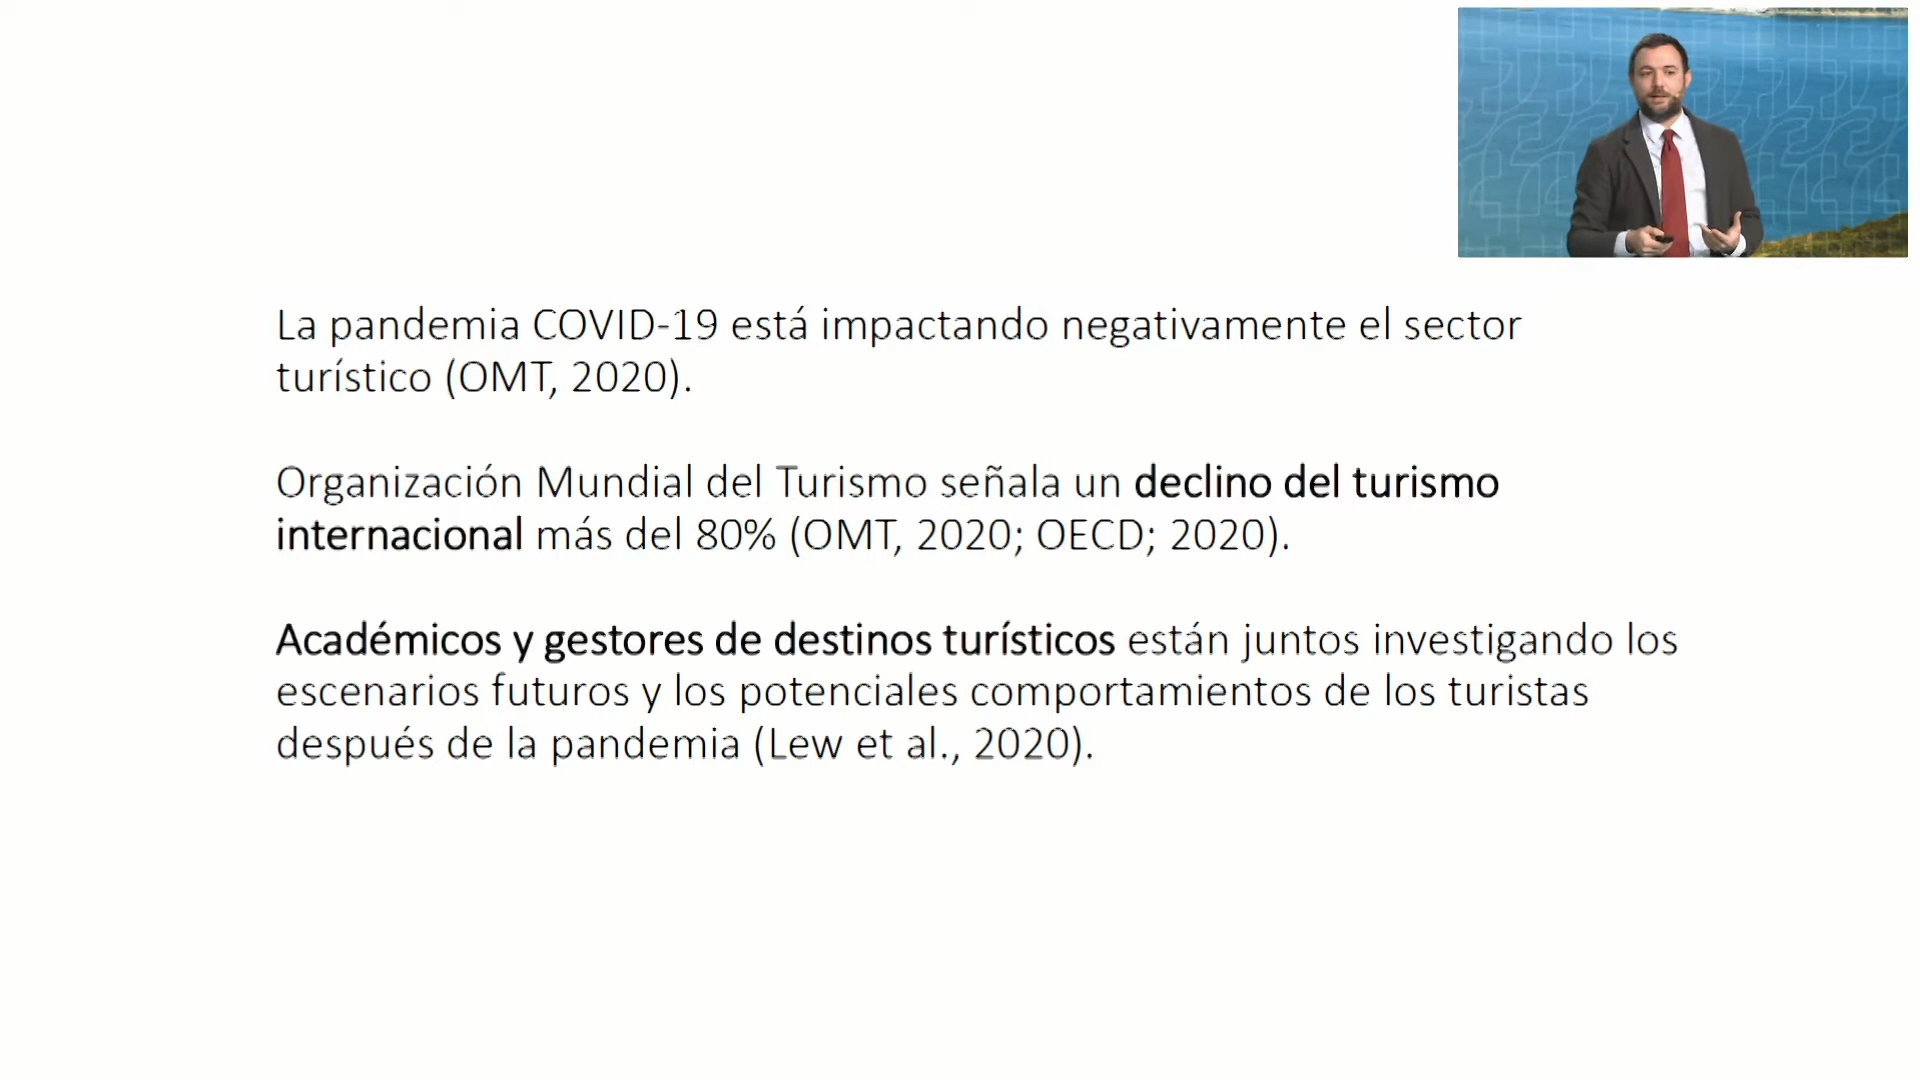 La pandemia COVID-19 está impactando negativamente el sector
turístico (OMT, 2020).
Organización Mundial del Turismo señala un declino del turismo
internacional más del 80% (OMT, 2020; OECD; 2020).
Académicos y gestores de destinos turísticos están juntos investigando los
escenarios futuros y los potenciales comportamientos de los turistas
después de la pandemia (Lew et al., 2020).